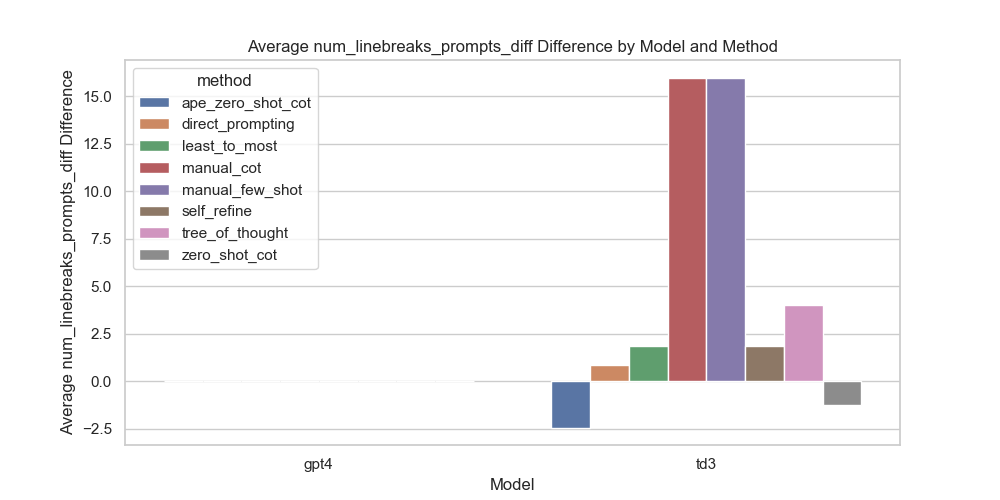 Average num_linebreaks_prompts_diff Difference by Model and Method
Average num_linebreaks_prompts_diff Difference
method
ape_zero_shot_cot
direct_prompting
least_to_most
manual_cot
manual_few_shot
self_refine
tree_of_thought
zero_shot_cot
15.0
12.5
10.0
7.5
5.0
2.5
0.0
−2.5
gpt4
td3
Model